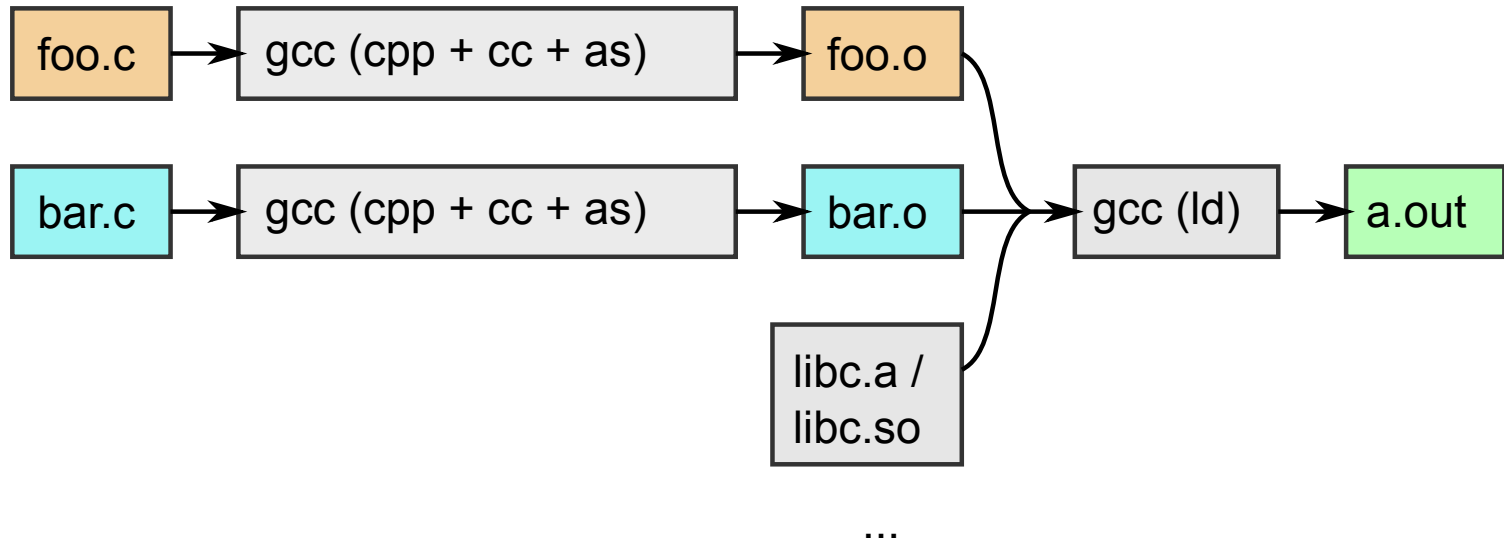 foo.c
gcc (cpp + cc + as)
foo.o
bar.c
gcc (cpp + cc + as)
bar.o
gcc (ld)
a.out
libc.a /
libc.so
...